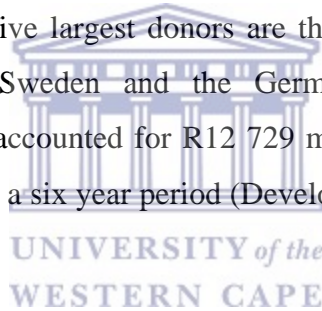 ive largest donors are th
Sweden and the Germ
accounted for R12 729 m
a six year period (Develo
UNIVERSITY of the
WESTERN CAPE